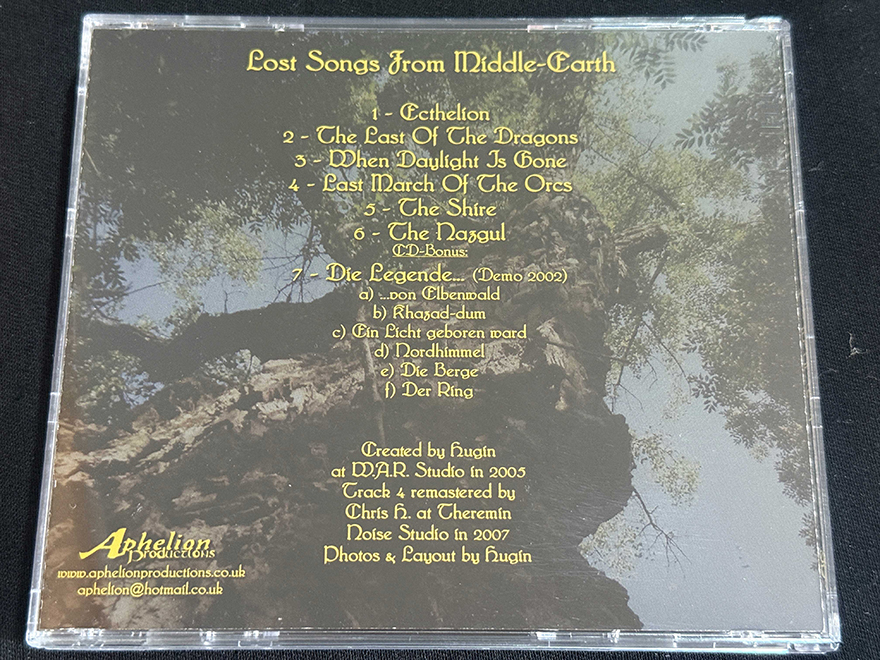 Lost Songs From Middle-Earth
1 - Ecthelion
2 - The Last Of The Dragons
3 - When Daylight Is Gone
4 - Last March Of The Orcs
5 - The Shire
6 - The Nazgul
CD-Bonus:
7 - Die Legende... (Demo 2002)
a) ...von Elbenwald
b) Khazad-dum
c) Ein Licht geboren ward
d) Nordhimmel
e) Die Berge
f) Der Ring
Created by Hugin
at W.A.R. Studio in 2005
Track 4 remastered by
Chris H. at Theremin
Noise Studio in 2007
Photos & Layout by Hugin
Aphelion
Productions
www.aphelionproductions.co.uk
aphelion@hotmail.co.uk